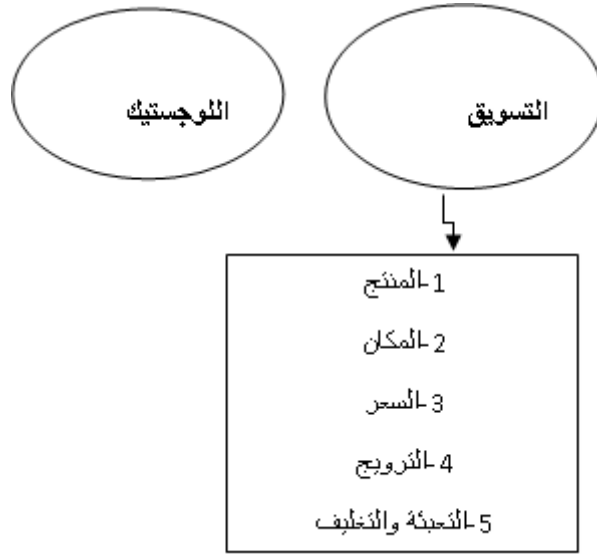 التسويق
اللوجستيك
1-المنتج
2-المكان
3-السعر
4-الترويج
5-التعبئة والتغليف